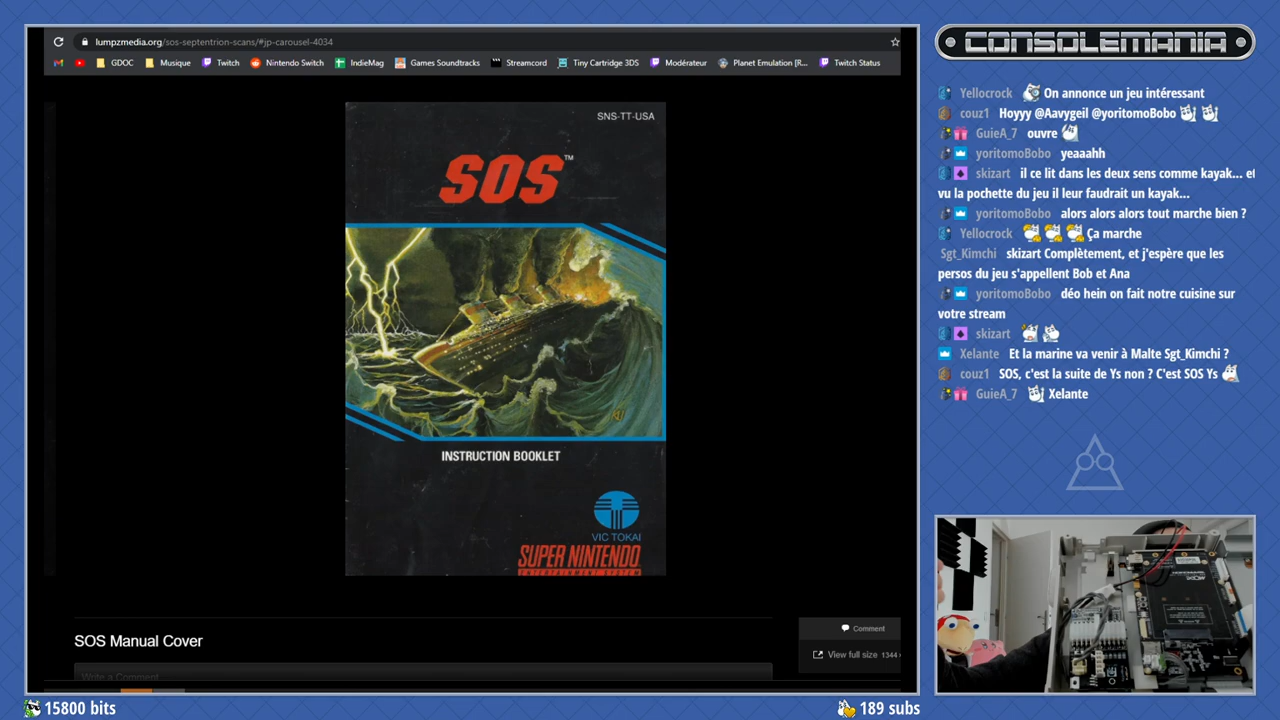 lumpzmedia.org/sos-septentrion-scans/#jp-carousel-4034
GDOC Musique Twitch Nintendo Switch IndieMag Games Soundtracks Streamcord Tiny Cartridge 3DS Modérateur Planet Emulation [R... Twitch Status
SNS-TT-USA
SOS™
INSTRUCTION BOOKLET
VIC TOKAI
SUPER NINTENDO
ENTERTAINMENT SYSTEM
SOS Manual Cover
Comment
View full size 1344
Write a Comment
15800 bits
189 subs
CONSOLEMANIA
Yellocrock On annonce un jeu intéressant
couz1 Hoyyy @Aavygeil @yoritomoBobo
GuieA_7 ouvre
yoritomoBobo yeaaahh
skizart il ce lit dans les deux sens comme kayak... et
vu la pochette du jeu il leur faudrait un kayak...
yoritomoBobo alors alors alors tout marche bien ?
Yellocrock Ça marche
Sgt_Kimchi skizart Complètement, et j'espère que les
persos du jeu s'appellent Bob et Ana
yoritomoBobo déo hein on fait notre cuisine sur
votre stream
skizart
Xelante Et la marine va venir à Malte Sgt_Kimchi ?
couz1 SOS, c'est la suite de Ys non ? C'est SOS Ys
GuieA_7 Xelante